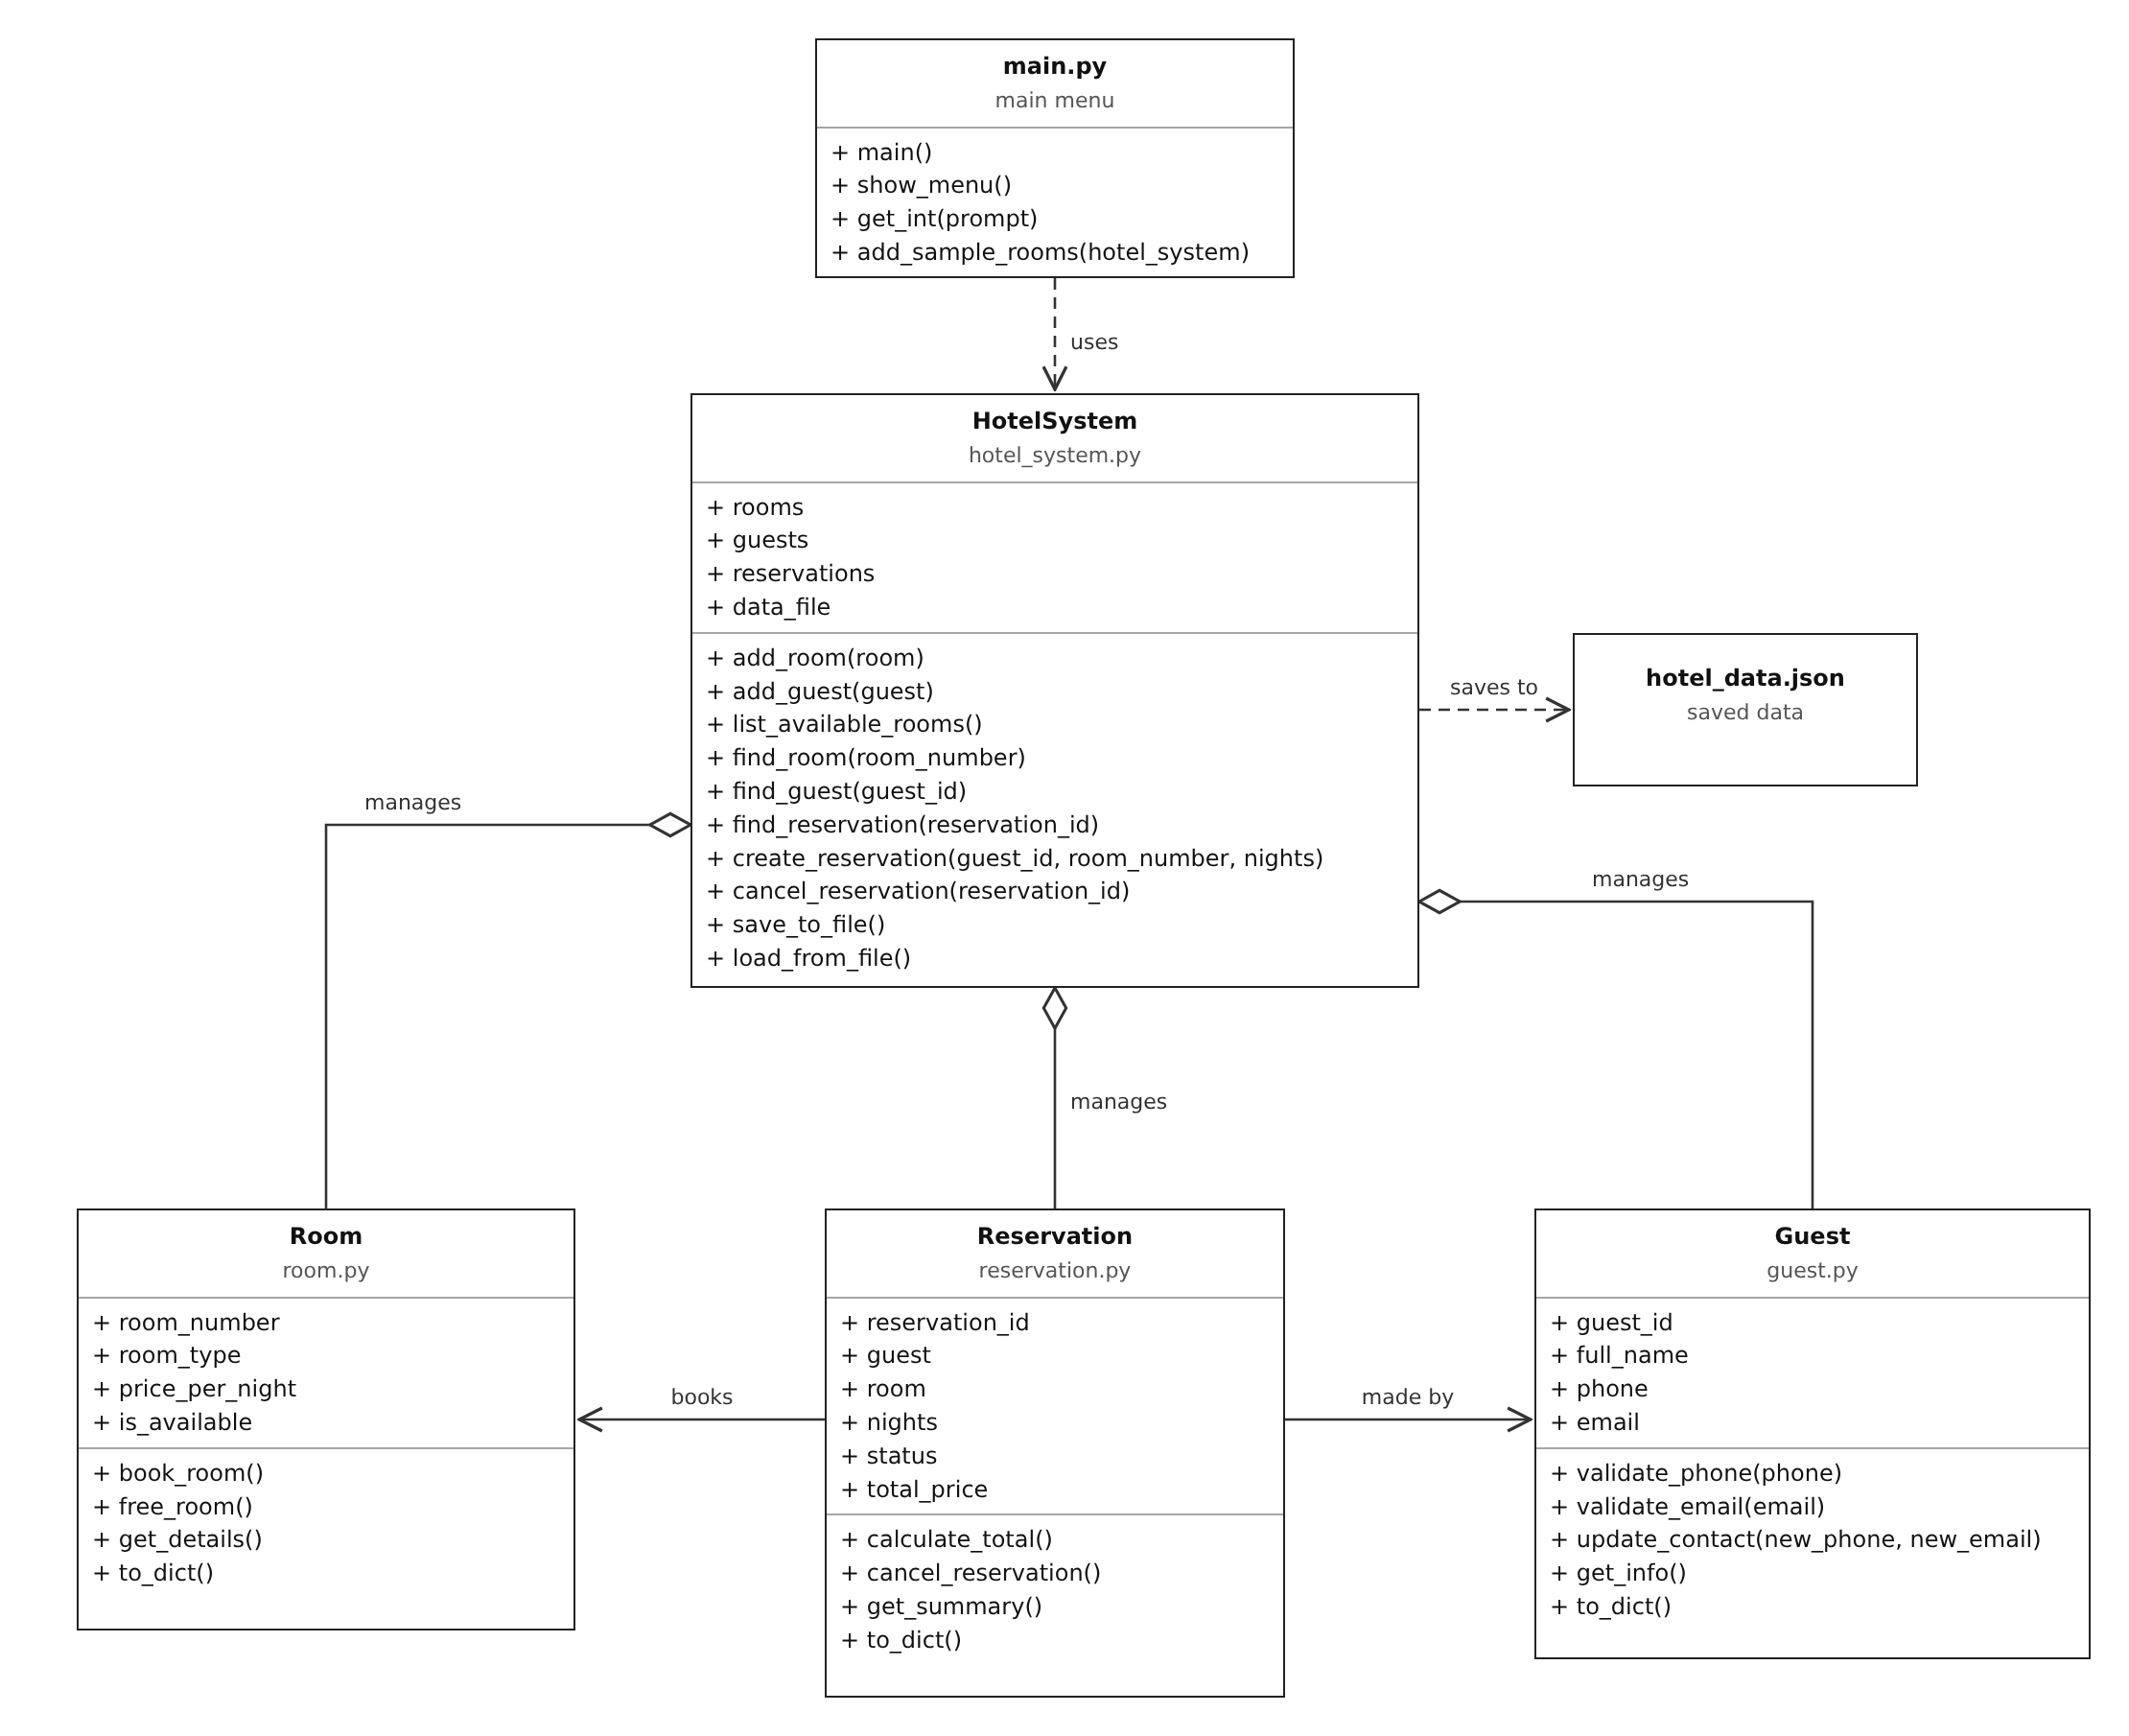 main.py
main menu
+ main()
+ show_menu()
+ get_int(prompt)
+ add_sample_rooms(hotel_system)
uses
HotelSystem
hotel_system.py
+ rooms
+ guests
+ reservations
+ data_file
+ add_room(room)
+ add_guest(guest)
+ list_available_rooms()
+ find_room(room_number)
+ find_guest(guest_id)
+ find_reservation(reservation_id)
+ create_reservation(guest_id, room_number, nights)
+ cancel_reservation(reservation_id)
+ save_to_file()
+ load_from_file()
saves to
hotel_data.json
saved data
manages
manages
manages
Room
room.py
+ room_number
+ room_type
+ price_per_night
+ is_available
+ book_room()
+ free_room()
+ get_details()
+ to_dict()
books
Reservation
reservation.py
+ reservation_id
+ guest
+ room
+ nights
+ status
+ total_price
+ calculate_total()
+ cancel_reservation()
+ get_summary()
+ to_dict()
made by
Guest
guest.py
+ guest_id
+ full_name
+ phone
+ email
+ validate_phone(phone)
+ validate_email(email)
+ update_contact(new_phone, new_email)
+ get_info()
+ to_dict()